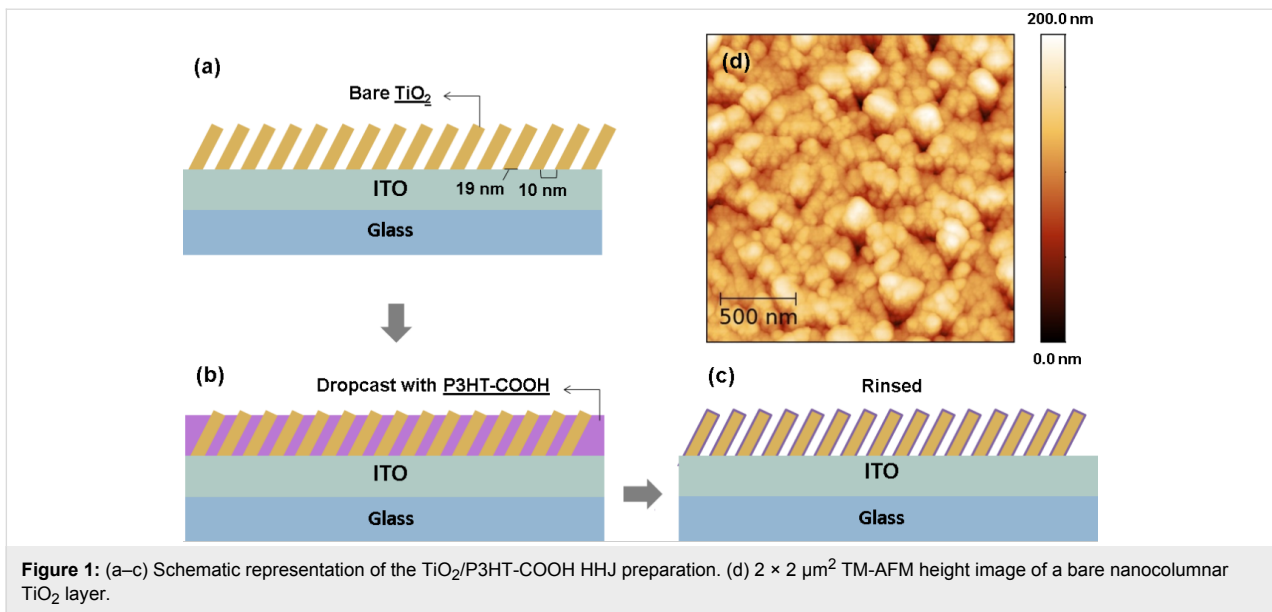 (a)
Bare TiO₂
19 nm
10 nm
ITO
Glass
(d)
500 nm
200.0 nm
0.0 nm
(b)
Dropcast with P3HT-COOH
ITO
Glass
(c)
Rinsed
ITO
Glass
Figure 1: (a–c) Schematic representation of the TiO₂/P3HT-COOH HHJ preparation. (d) 2 × 2 μm² TM-AFM height image of a bare nanocolumnar
TiO₂ layer.